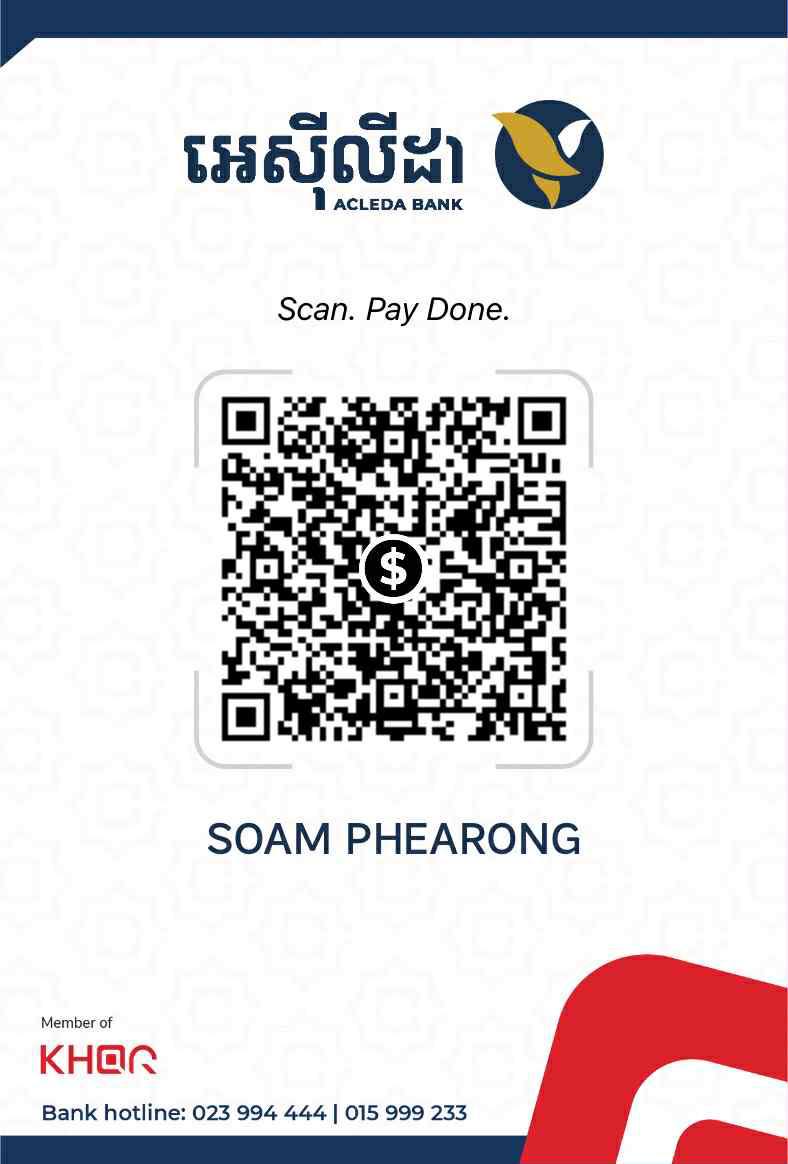 អេស៊ីលីដា
ACLEDA BANK
Scan. Pay Done.
$
SOAM PHEARONG
Member of
KHQR
Bank hotline: 023 994 444 | 015 999 233